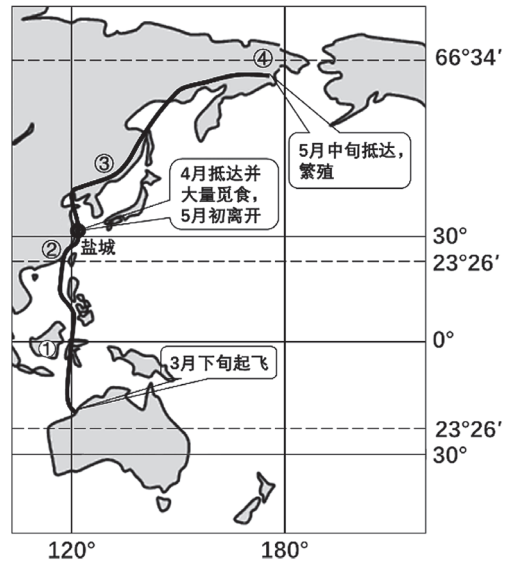 ④
66°34′
5月中旬抵达，
繁殖
③
4月抵达并
大量觅食，
5月初离开
盐城
30°
②
23°26′
0°
①
3月下旬起飞
23°26′
30°
120°
180°